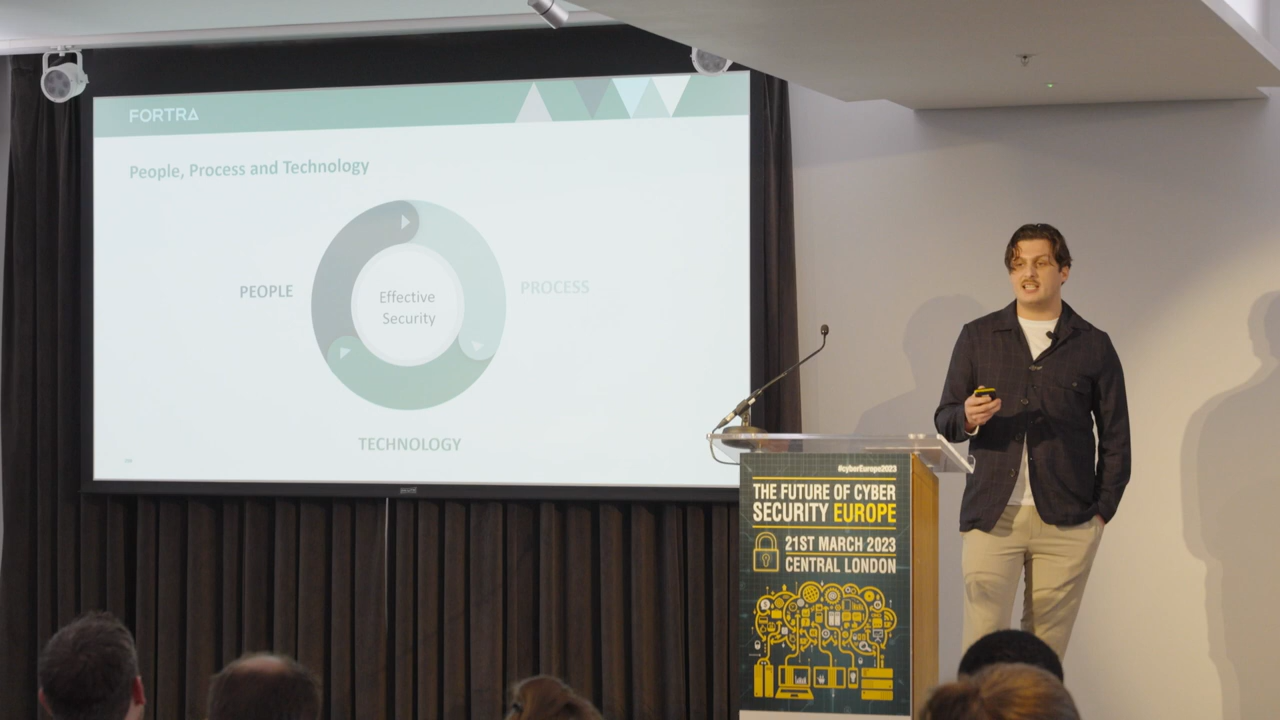 FORTRA
People, Process and Technology
PEOPLE
Effective
Security
PROCESS
TECHNOLOGY
#cyberEurope2023
THE FUTURE OF CYBER
SECURITY EUROPE
21ST MARCH 2023
CENTRAL LONDON